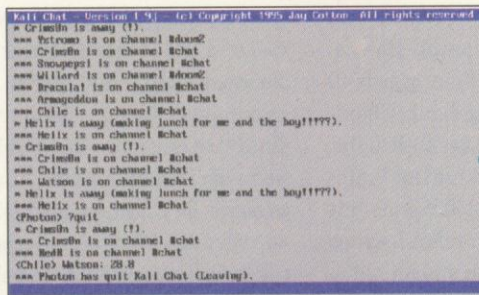 Kali Chat - Version 1.9j - (c) Copyright 1995 Jay Cotton - All rights reserved
* Crims0n is away (!).
*** Ystromo is on channel #doom2
*** Crims0n is on channel #chat
*** Snowpepsi is on channel #chat
*** Willard is on channel #doom2
*** Dracula! is on channel #chat
*** Armageddon is on channel #chat
*** Chile is on channel #chat
* Helix is away (making lunch for me and the boy!!!??).
*** Helix is on channel #chat
* Crims0n is away (!).
*** Crims0n is on channel #chat
*** Chile is on channel #chat
*** Watson is on channel #chat
* Helix is away (making lunch for me and the boy!!!??).
*** Helix is on channel #chat
<Photon> ?quit
* Crims0n is away (!).
*** Crims0n is on channel #chat
*** RedH is on channel #chat
<Chile> Watson: 28.8
*** Photon has quit Kali Chat (Leaving).